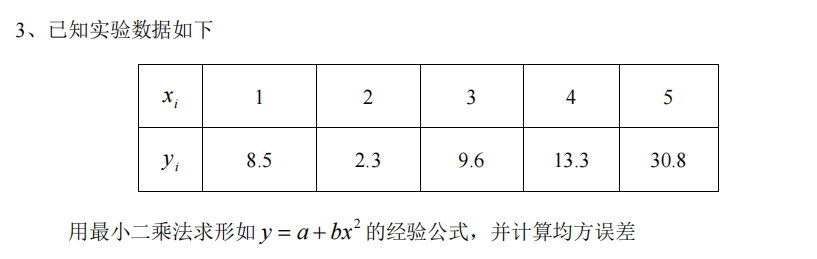 3、已知实验数据如下
x_i 1 2 3 4 5
y_i 8.5 2.3 9.6 13.3 30.8
用最小二乘法求形如 y = a + bx² 的经验公式，并计算均方误差